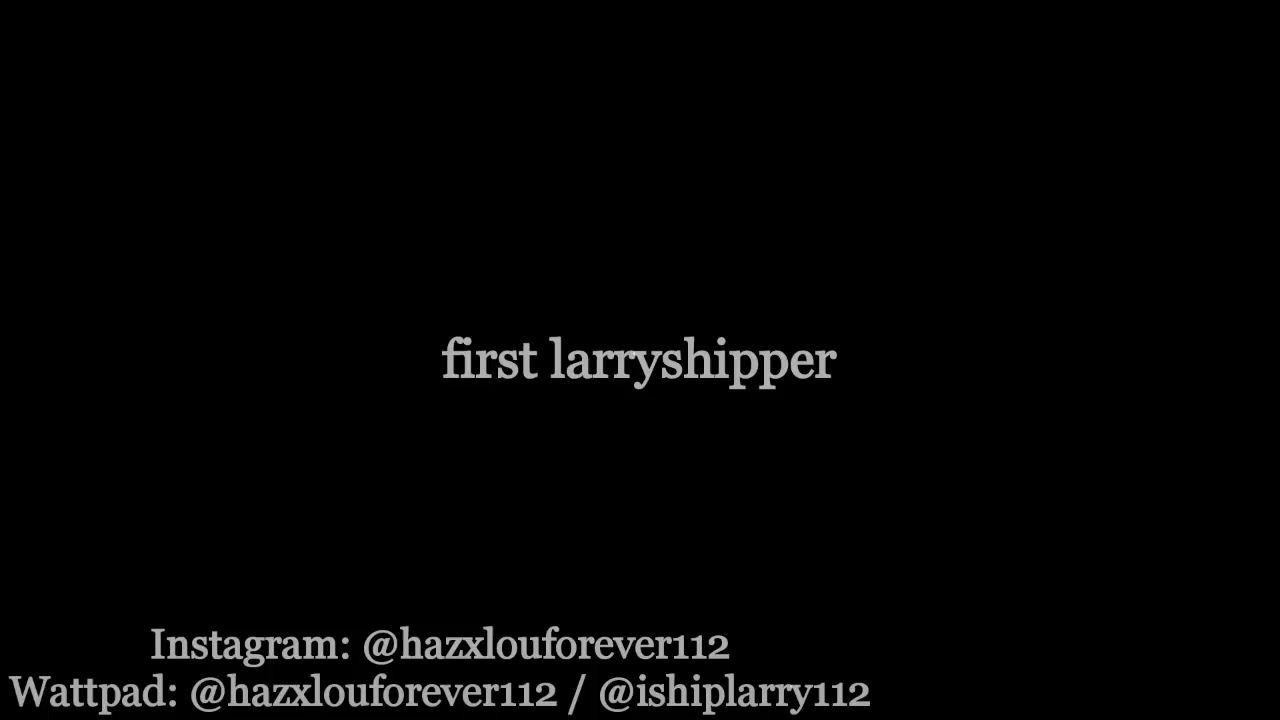 first larryshipper
Instagram: @hazxlouforever112
Wattpad: @hazxlouforever112 / @ishiplarry112